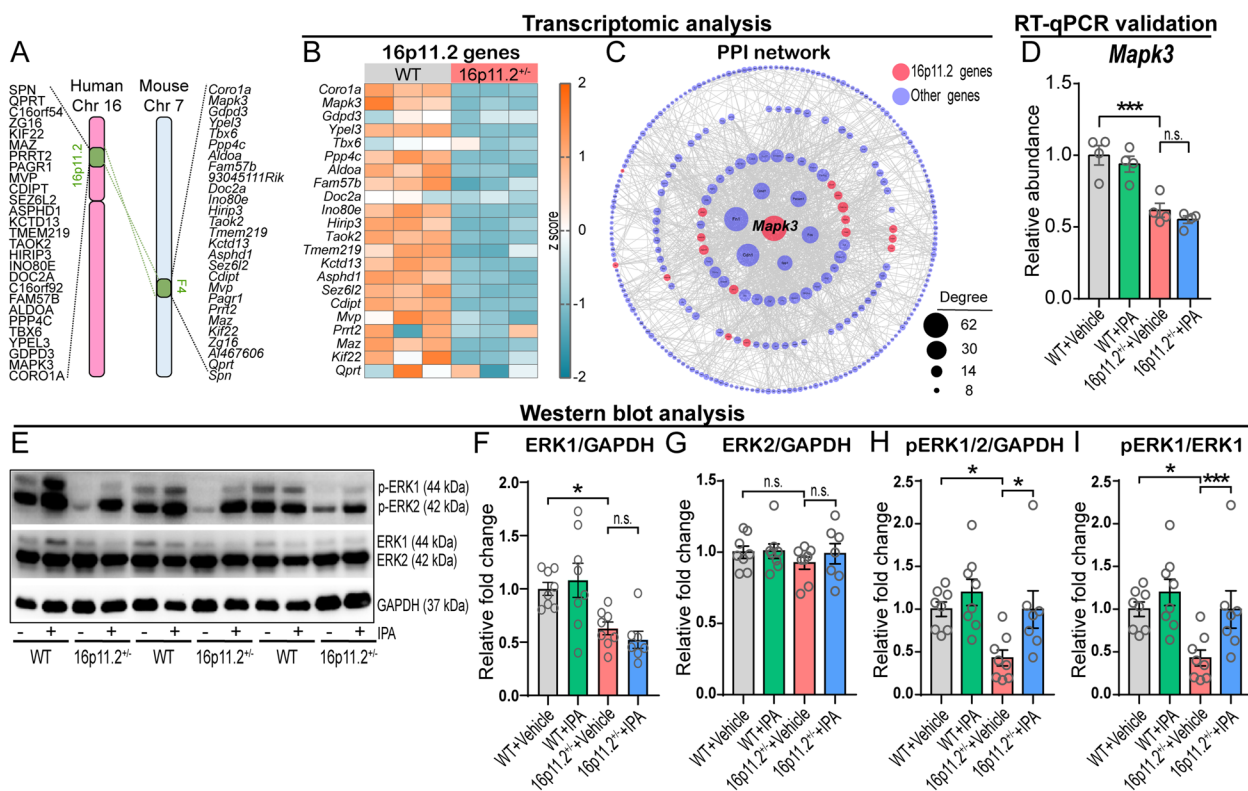 Transcriptomic analysis
RT-qPCR validation
A
Human
Chr 16
Mouse
Chr 7
SPN
QPRT
C16orf54
ZG16
KIF22
MAZ
PRRT2
PAGR1
MVP
CDIPT
SEZ6L2
ASPHD1
KCTD13
TMEM219
TAOK2
HIRIP3
INO80E
DOC2A
C16orf92
FAM57B
ALDOA
PPP4C
TBX6
YPEL3
GDPD3
MAPK3
CORO1A
16p11.2
F4
Coro1a
Mapk3
Gdpd3
Ypel3
Tbx6
Ppp4c
Aldoa
Fam57b
93045111Rik
Doc2a
Ino80e
Hirip3
Taok2
Tmem219
Kctd13
Asphd1
Sez6l2
Cdipt
Mvp
Pagr1
Prrt2
Maz
Kif22
Zg16
AI467606
Qprt
Spn
B
16p11.2 genes
WT
16p11.2+/-
Coro1a
Mapk3
Gdpd3
Ypel3
Tbx6
Ppp4c
Aldoa
Fam57b
Doc2a
Ino80e
Hirip3
Taok2
Tmem219
Kctd13
Asphd1
Sez6l2
Cdipt
Mvp
Prrt2
Maz
Kif22
Qprt
2
1
0
-1
-2
z score
C
PPI network
16p11.2 genes
Other genes
Mapk3
Degree
62
30
14
8
D
Mapk3
Relative abundance
1.5
1.0
0.5
0.0
***
n.s.
WT+Vehicle
WT+IPA
16p11.2+/-+Vehicle
16p11.2+/-+IPA
Western blot analysis
E
p-ERK1 (44 kDa)
p-ERK2 (42 kDa)
ERK1 (44 kDa)
ERK2 (42 kDa)
GAPDH (37 kDa)
- + - + - + - + - + - + IPA
WT 16p11.2+/- WT 16p11.2+/- WT 16p11.2+/-
F
ERK1/GAPDH
Relative fold change
2.0
1.5
1.0
0.5
0.0
*
n.s.
WT+Vehicle
WT+IPA
16p11.2+/-+Vehicle
16p11.2+/-+IPA
G
ERK2/GAPDH
Relative fold change
1.5
1.0
0.5
0.0
n.s.
n.s.
WT+Vehicle
WT+IPA
16p11.2+/-+Vehicle
16p11.2+/-+IPA
H
pERK1/2/GAPDH
Relative fold change
2.5
2.0
1.5
1.0
0.5
0.0
*
*
WT+Vehicle
WT+IPA
16p11.2+/-+Vehicle
16p11.2+/-+IPA
I
pERK1/ERK1
Relative fold change
2.5
2.0
1.5
1.0
0.5
0.0
*
***
WT+Vehicle
WT+IPA
16p11.2+/-+Vehicle
16p11.2+/-+IPA